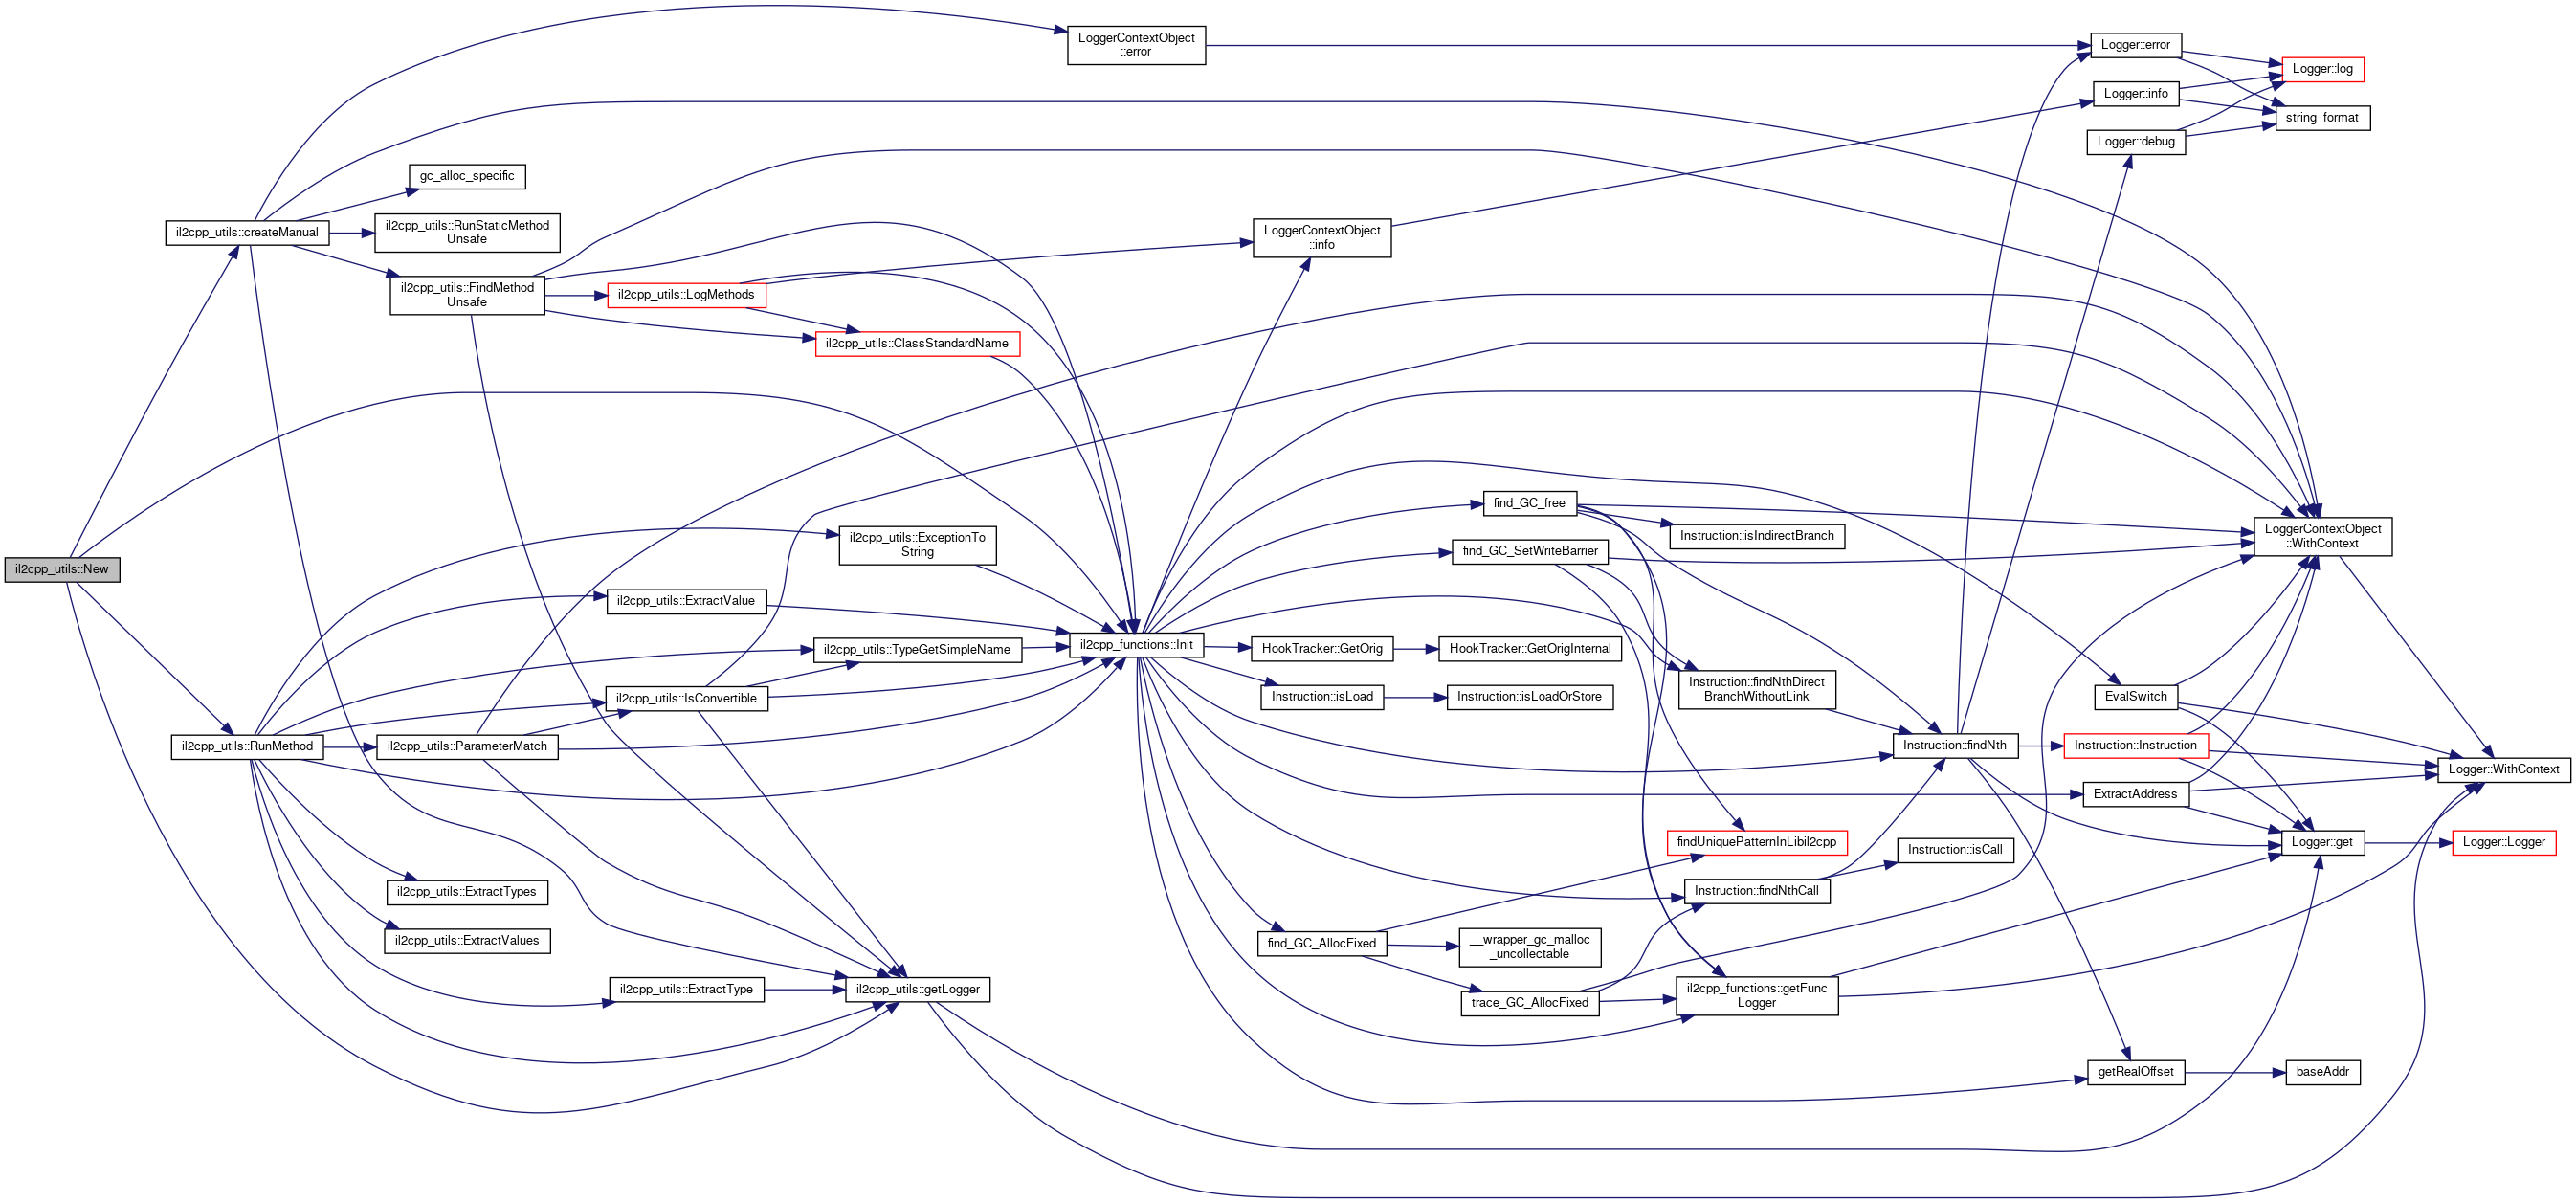 LoggerContextObject
::error
Logger::error
Logger::log
Logger::info
string_format
Logger::debug
gc_alloc_specific
il2cpp_utils::createManual
il2cpp_utils::RunStaticMethod
Unsafe
LoggerContextObject
::info
il2cpp_utils::FindMethod
Unsafe
il2cpp_utils::LogMethods
il2cpp_utils::ClassStandardName
find_GC_free
LoggerContextObject
::WithContext
Instruction::isIndirectBranch
il2cpp_utils::ExceptionTo
String
find_GC_SetWriteBarrier
il2cpp_utils::New
il2cpp_utils::ExtractValue
il2cpp_functions::Init
il2cpp_utils::TypeGetSimpleName
HookTracker::GetOrig
HookTracker::GetOrigInternal
Instruction::findNthDirect
BranchWithoutLink
il2cpp_utils::IsConvertible
Instruction::isLoad
Instruction::isLoadOrStore
EvalSwitch
il2cpp_utils::RunMethod
il2cpp_utils::ParameterMatch
Instruction::findNth
Instruction::Instruction
Logger::WithContext
ExtractAddress
findUniquePatternInLibil2cpp
Instruction::isCall
Logger::get
Logger::Logger
il2cpp_utils::ExtractTypes
Instruction::findNthCall
il2cpp_utils::ExtractValues
find_GC_AllocFixed
__wrapper_gc_malloc
_uncollectable
il2cpp_utils::ExtractType
il2cpp_utils::getLogger
trace_GC_AllocFixed
il2cpp_functions::getFunc
Logger
getRealOffset
baseAddr